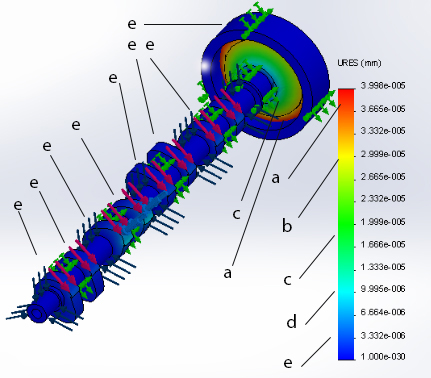 e
e e
e
e
e
e
e
URES (mm)
3.998e-005
3.665e-005
3.332e-005
2.999e-005
2.665e-005
2.332e-005
1.999e-005
1.666e-005
1.333e-005
9.995e-006
6.664e-006
3.332e-006
1.000e-030
a
b
c
d
e
c
a